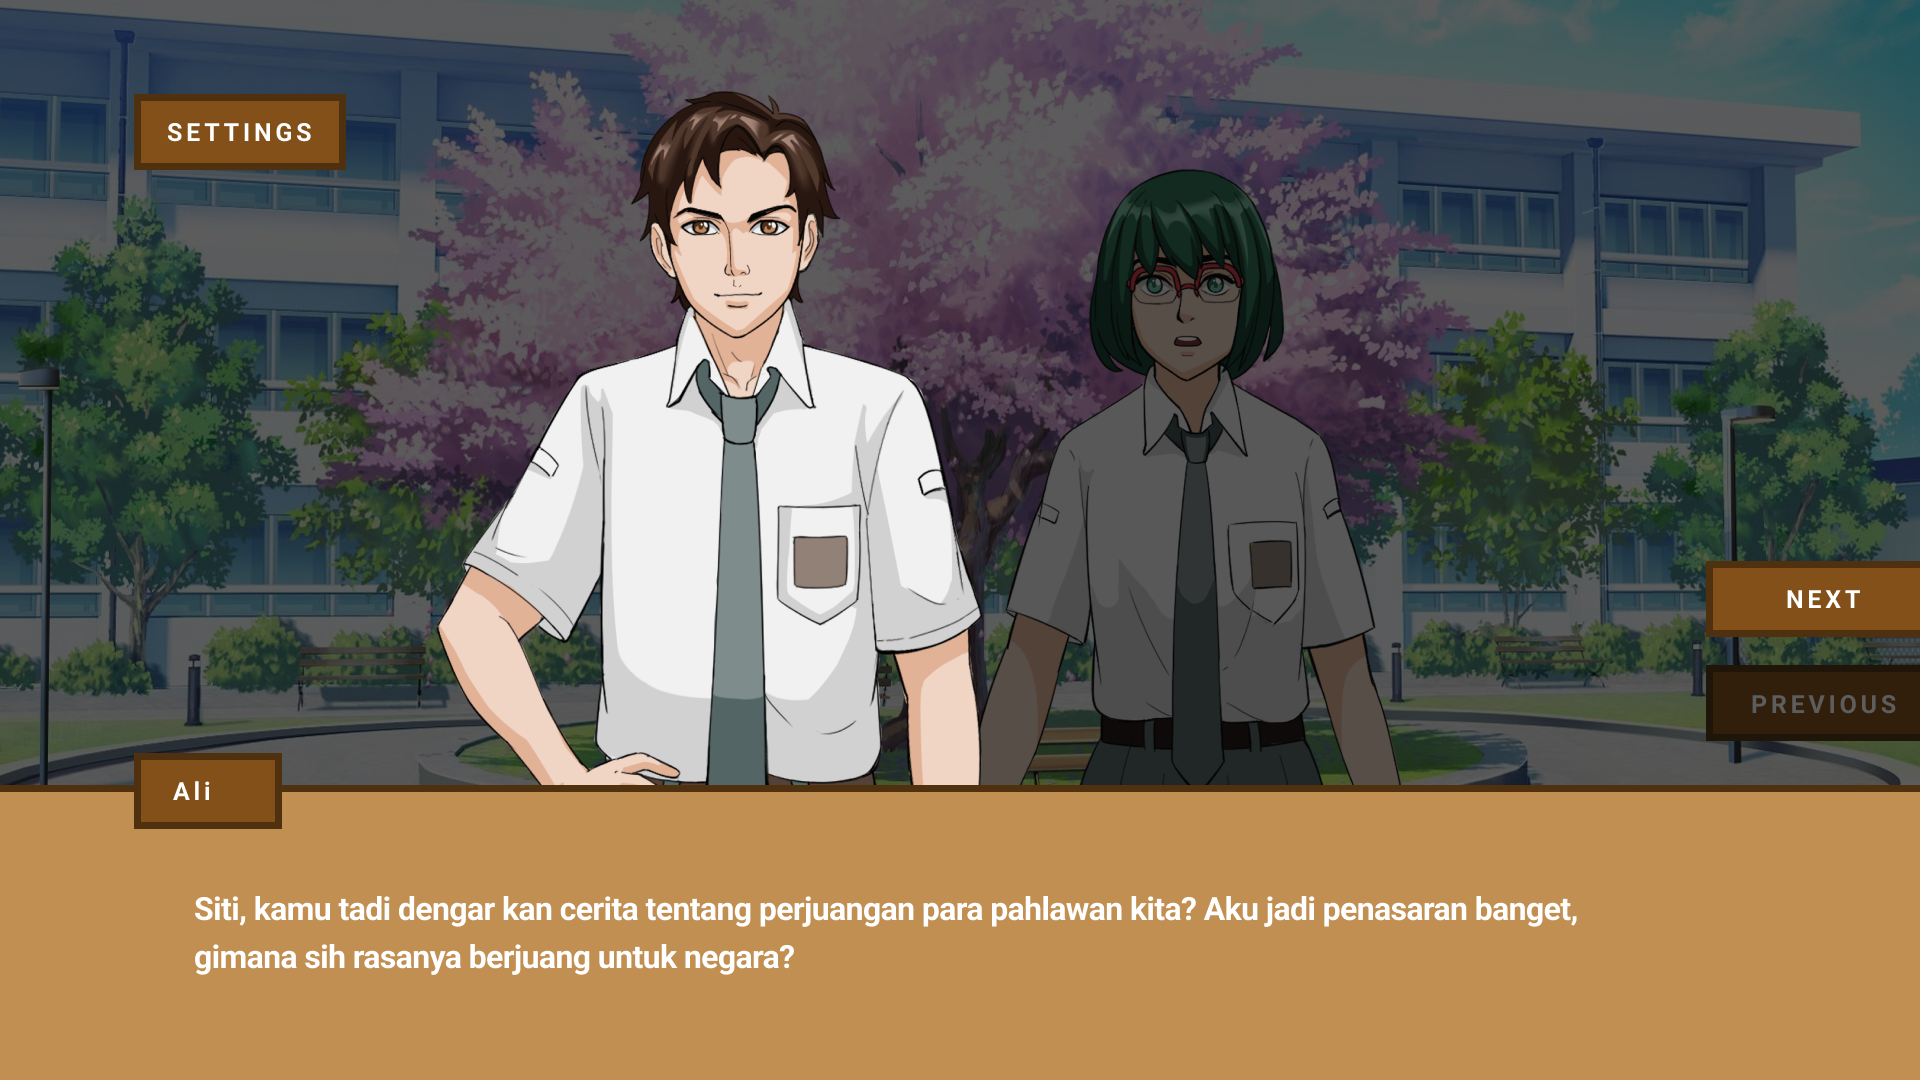 SETTINGS
NEXT
PREVIOUS
Ali
Siti, kamu tadi dengar kan cerita tentang perjuangan para pahlawan kita? Aku jadi penasaran banget,
gimana sih rasanya berjuang untuk negara?